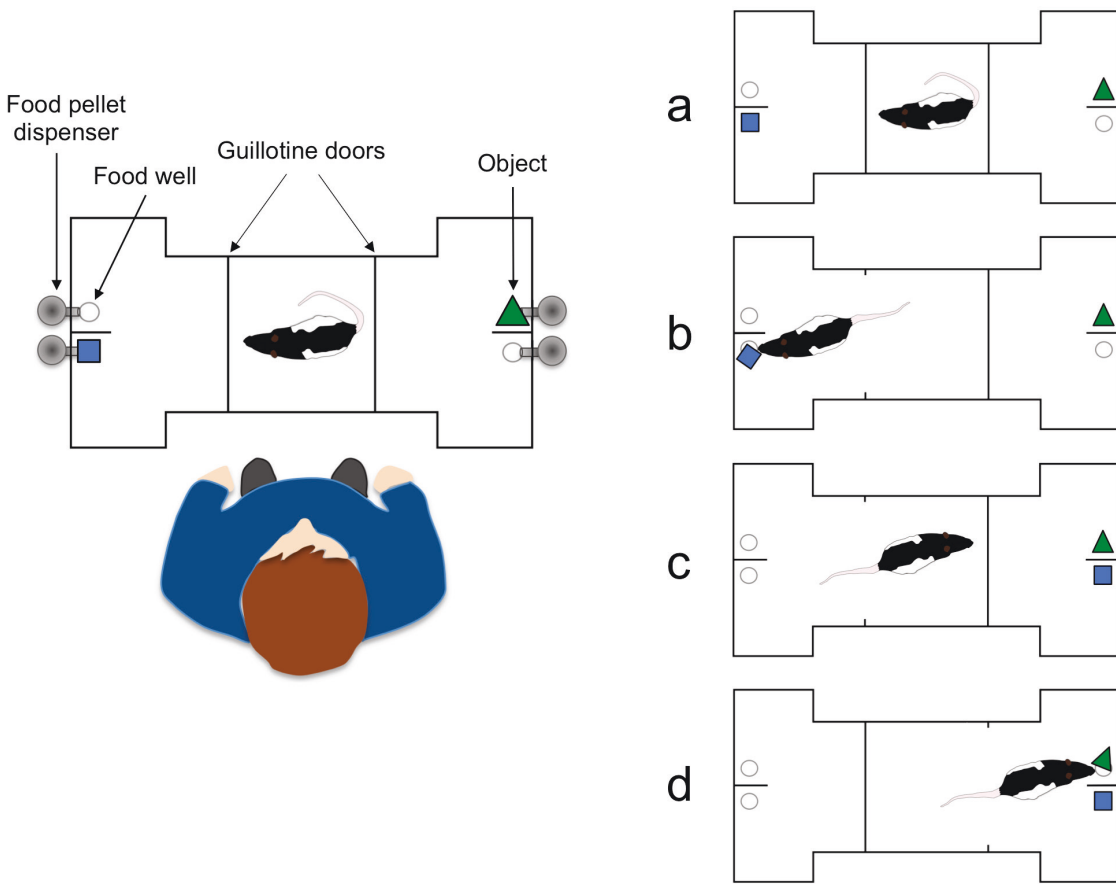 Food pellet
dispenser
Food well
Guillotine doors
Object
a
b
c
d